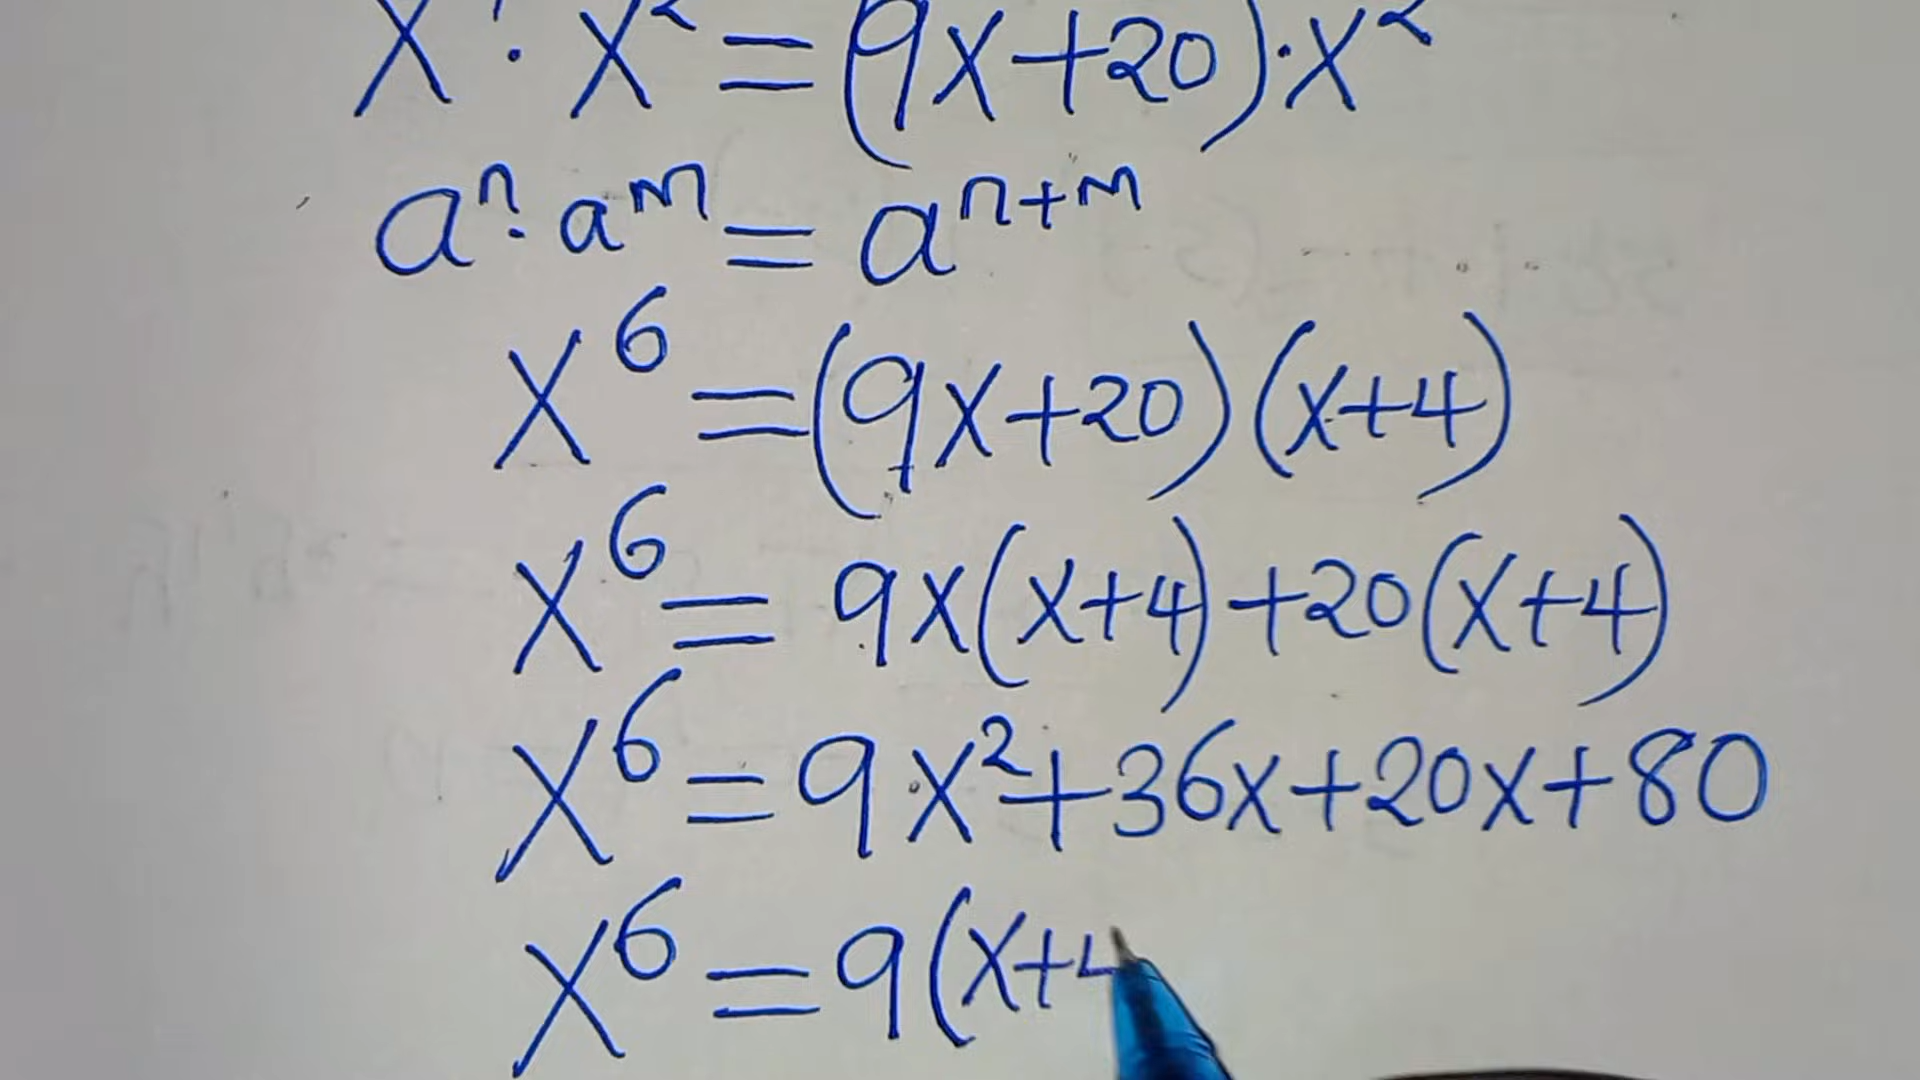 X · X² = (9X+20)·X²
aⁿ·aᵐ = aⁿ⁺ᵐ
X⁶ = (9X+20)(X+4)
X⁶ = 9X(X+4)+20(X+4)
X⁶ = 9X²+36X+20X+80
X⁶ = 9(X+4